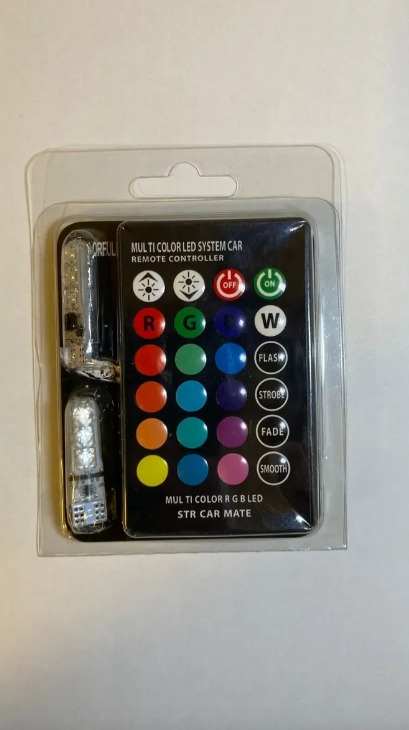 MULTI COLOR LED SYSTEM CAR
REMOTE CONTROLLER
OFF
ON
R
G
B
W
FLASH
STROBE
FADE
SMOOTH
MULTI COLOR R G B LED
STR CAR MATE